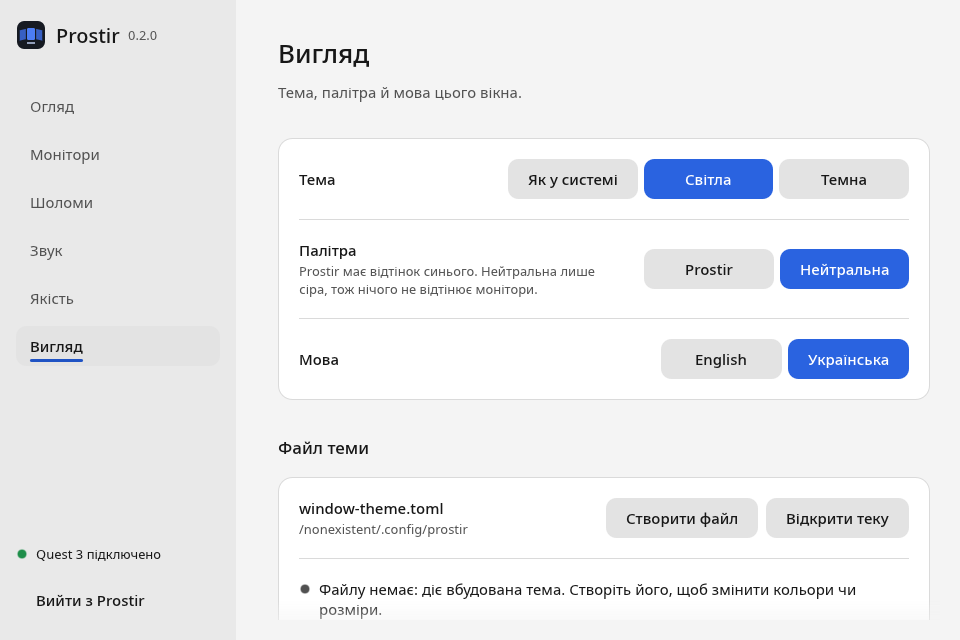 Prostir 0.2.0
Огляд
Монітори
Шоломи
Звук
Якість
Вигляд
Quest 3 підключено
Вийти з Prostir
Вигляд
Тема, палітра й мова цього вікна.
Тема
Як у системі
Світла
Темна
Палітра
Prostir має відтінок синього. Нейтральна лише
сіра, тож нічого не відтінює монітори.
Prostir
Нейтральна
Мова
English
Українська
Файл теми
window-theme.toml
/nonexistent/.config/prostir
Створити файл
Відкрити теку
Файлу немає: діє вбудована тема. Створіть його, щоб змінити кольори чи
розміри.